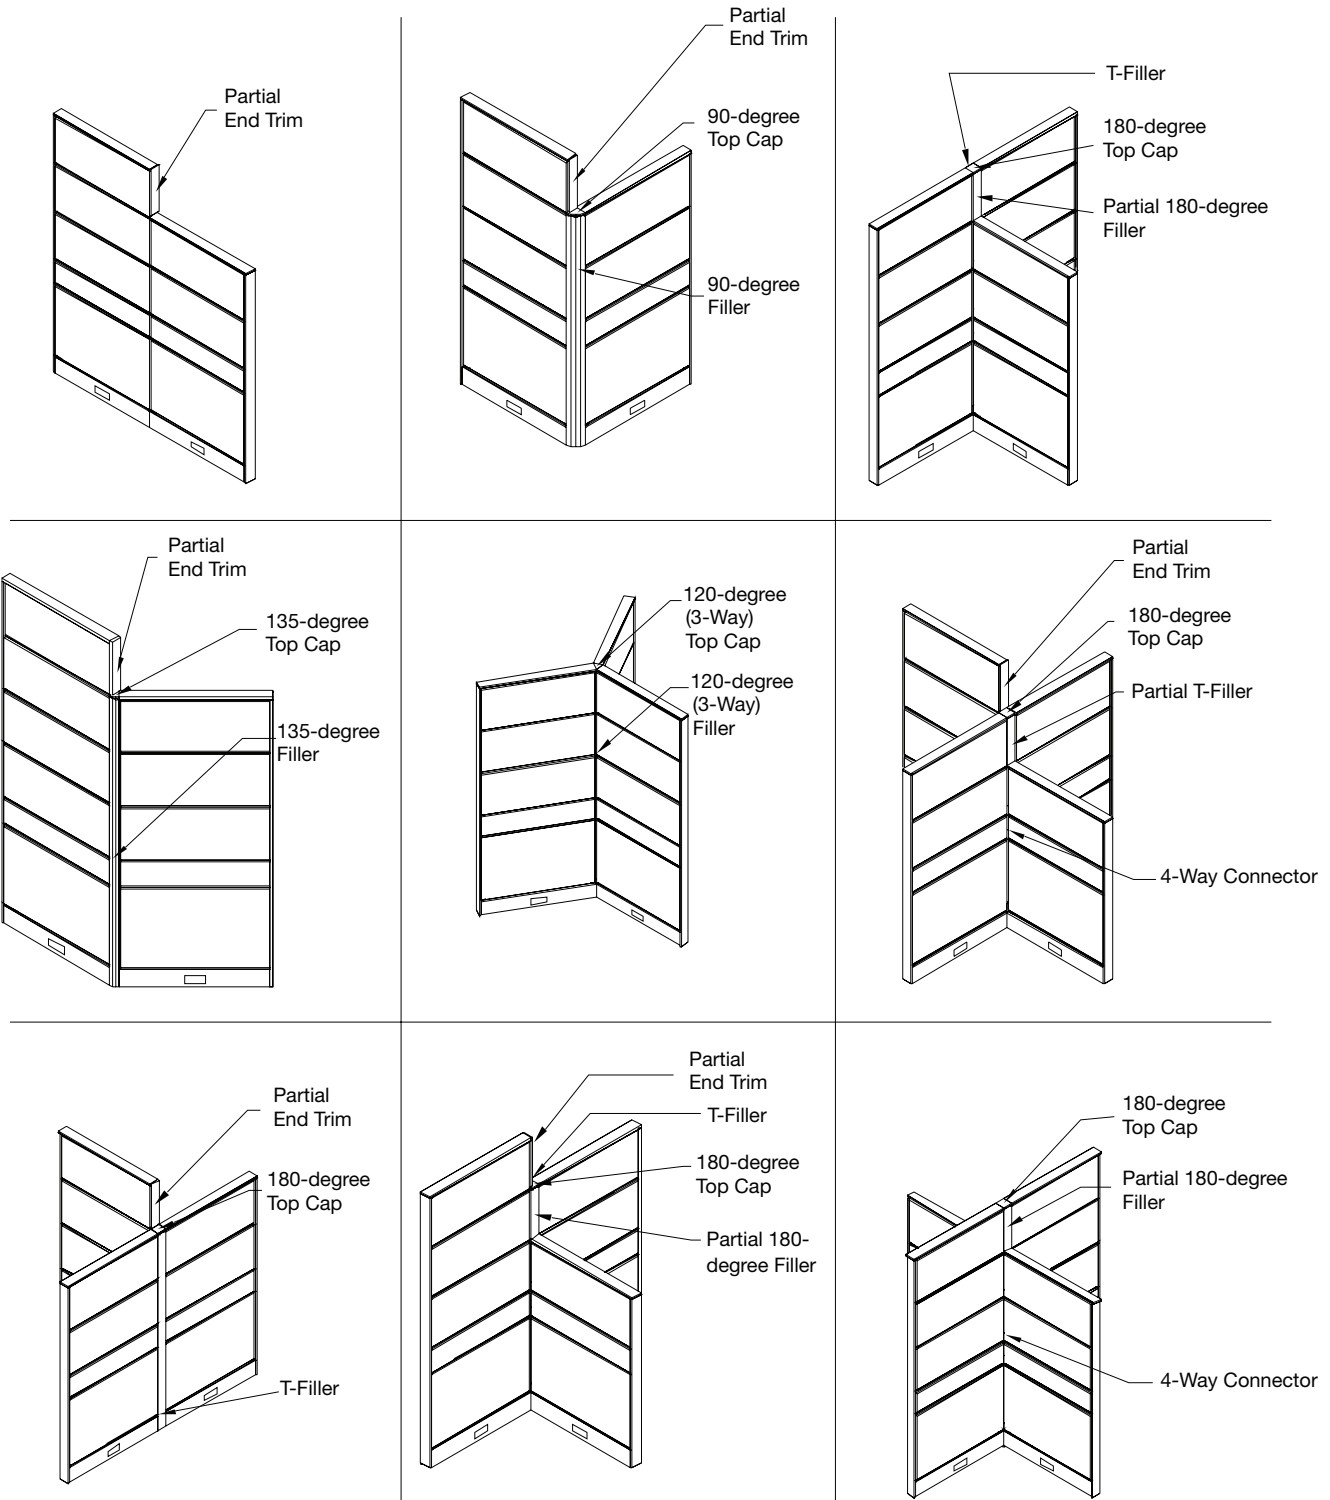 Partial
End Trim
Partial
End Trim
90-degree
Top Cap
90-degree
Filler
T-Filler
180-degree
Top Cap
Partial 180-degree
Filler
Partial
End Trim
135-degree
Top Cap
135-degree
Filler
120-degree
(3-Way)
Top Cap
120-degree
(3-Way)
Filler
Partial
End Trim
180-degree
Top Cap
Partial T-Filler
4-Way Connector
Partial
End Trim
180-degree
Top Cap
T-Filler
Partial
End Trim
T-Filler
180-degree
Top Cap
Partial 180-
degree Filler
180-degree
Top Cap
Partial 180-degree
Filler
4-Way Connector